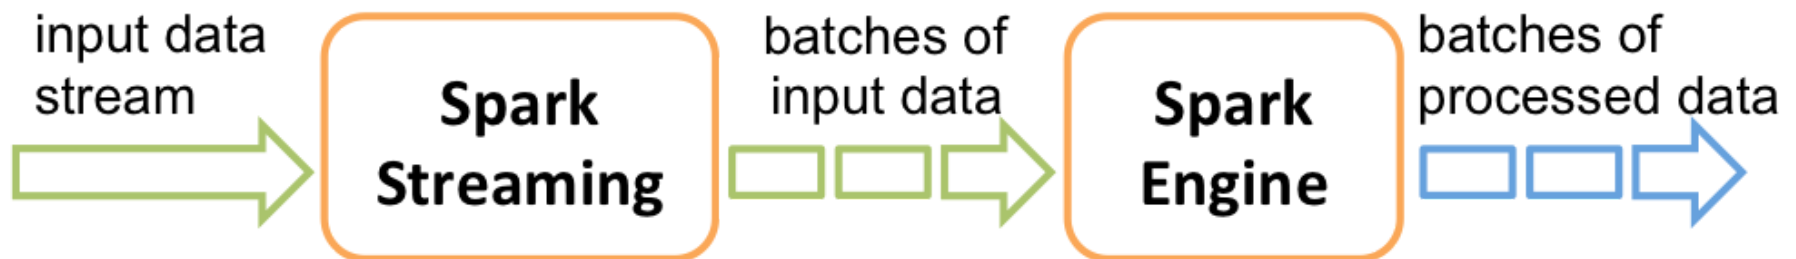 input data
stream
Spark
Streaming
batches of
input data
Spark
Engine
batches of
processed data